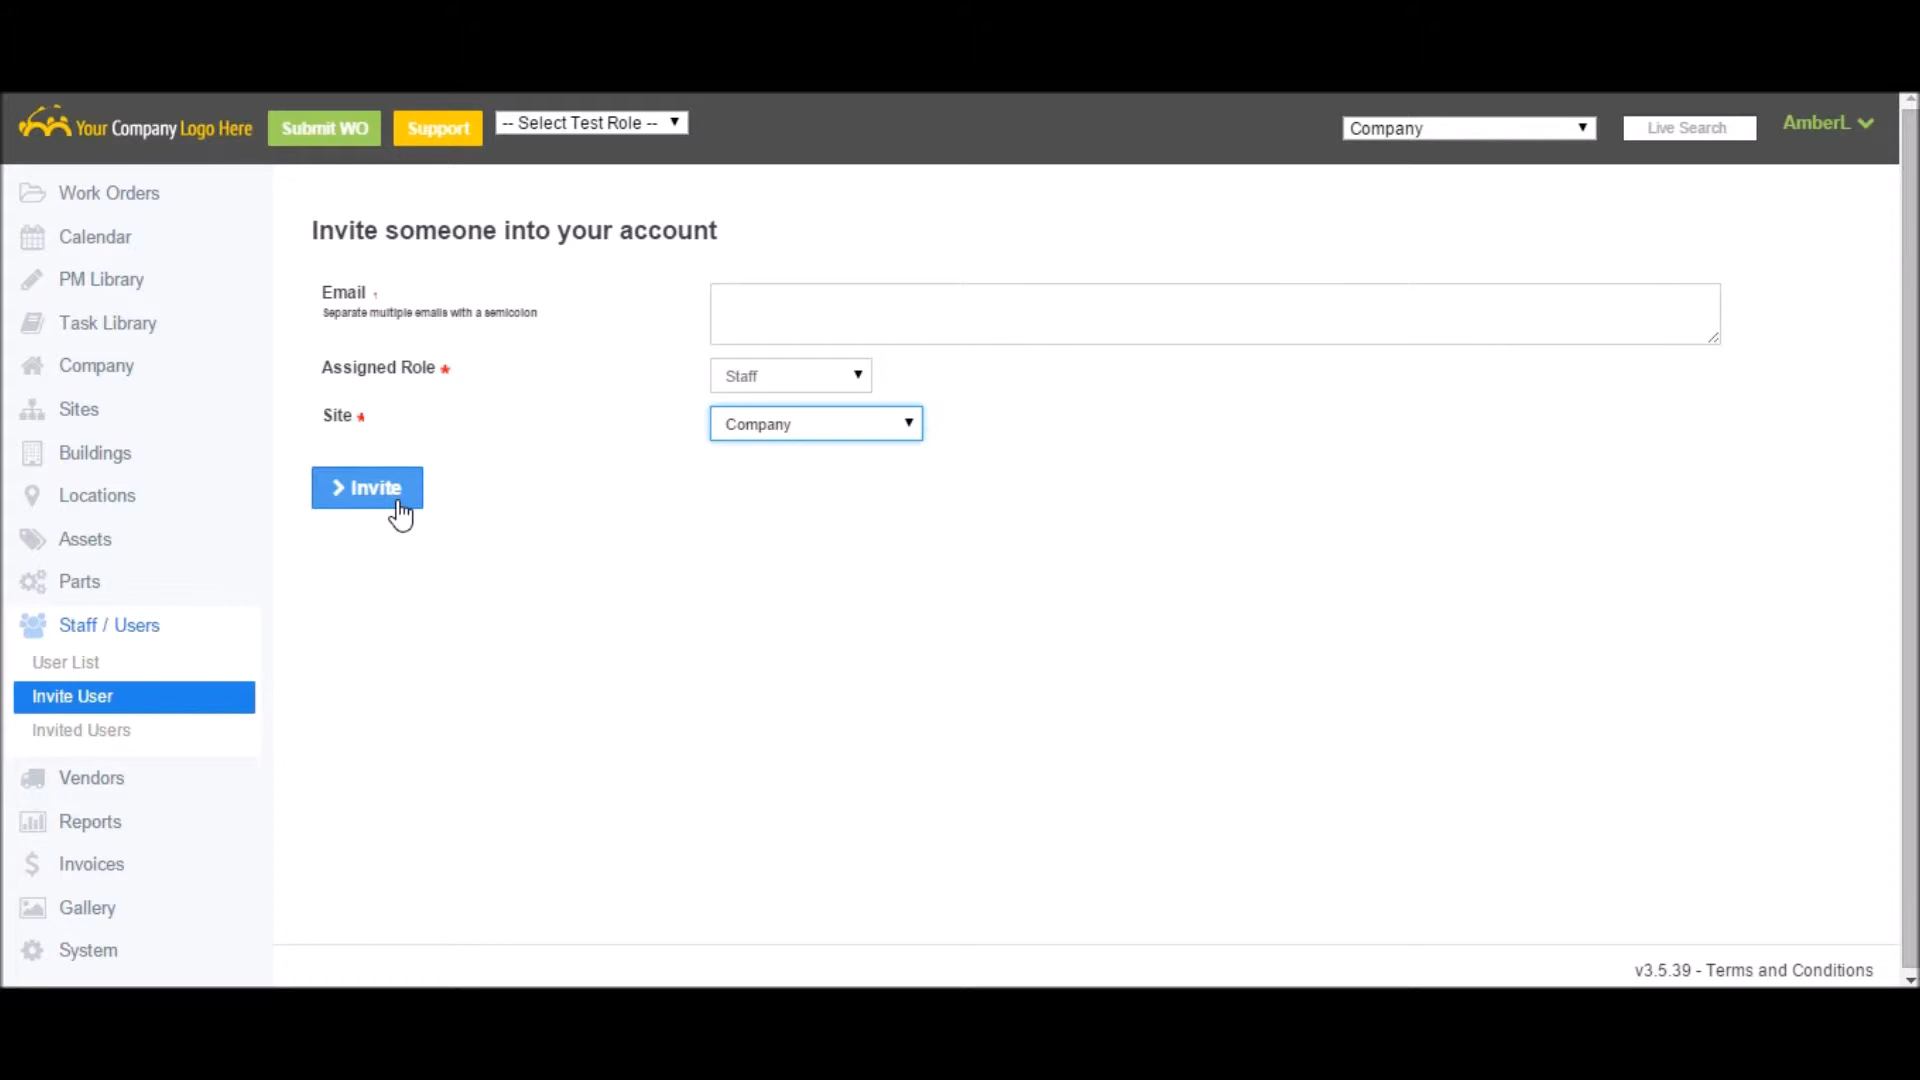 Your Company Logo Here
Submit WO
Support
-- Select Test Role --
Company
Live Search
AmberL
Work Orders
Calendar
PM Library
Task Library
Company
Sites
Buildings
Locations
Assets
Parts
Staff / Users
User List
Invite User
Invited Users
Vendors
Reports
Invoices
Gallery
System
Invite someone into your account
Email *
Separate multiple emails with a semicolon
Assigned Role *
Staff
Site *
Company
Invite
v3.5.39 - Terms and Conditions